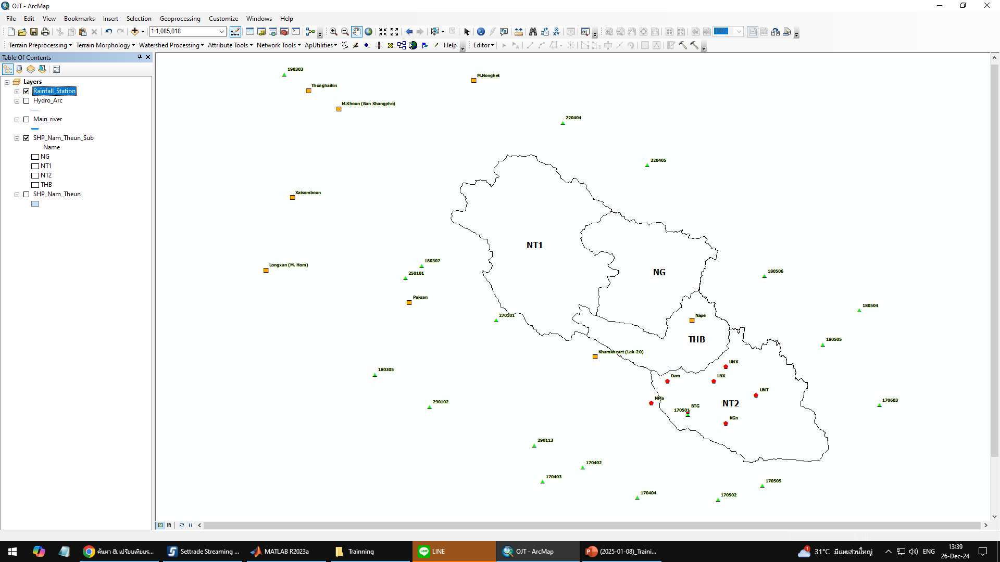 OJT - ArcMap
File Edit View Bookmarks Insert Selection Geoprocessing Customize Windows Help
1:1,085,018
100%
Terrain Preprocessing Terrain Morphology Watershed Processing Attribute Tools Network Tools ApUtilities Help Editor
Table Of Contents
Layers
Rainfall_Station
Hydro_Arc
Main_river
SHP_Nam_Theun_Sub
Name
NG
NT1
NT2
THB
SHP_Nam_Theun
190303
M.Nonghet
Thonghaihin
M.Khoun (Ban Khangpho)
220404
220405
Xaisomboun
NT1
180307
Longxan (M. Hom)
250101
NG
180506
Paksan
180504
270101
Nape
THB
180505
Khamkheart (Lak-20)
UNX
180305
Dam
LNX
UNT
NMa
290102
NT2
170603
BTG
170501
KGn
290113
170402
170403
170505
170404
170502
ค้นหา & เปรียบเทียบร...
Settrade Streaming ...
MATLAB R2023a
Trainning
LINE
OJT - ArcMap
(2025-01-08)_Traini...
1
31°C มีเมฆส่วนใหญ่
ENG
13:39
26-Dec-24